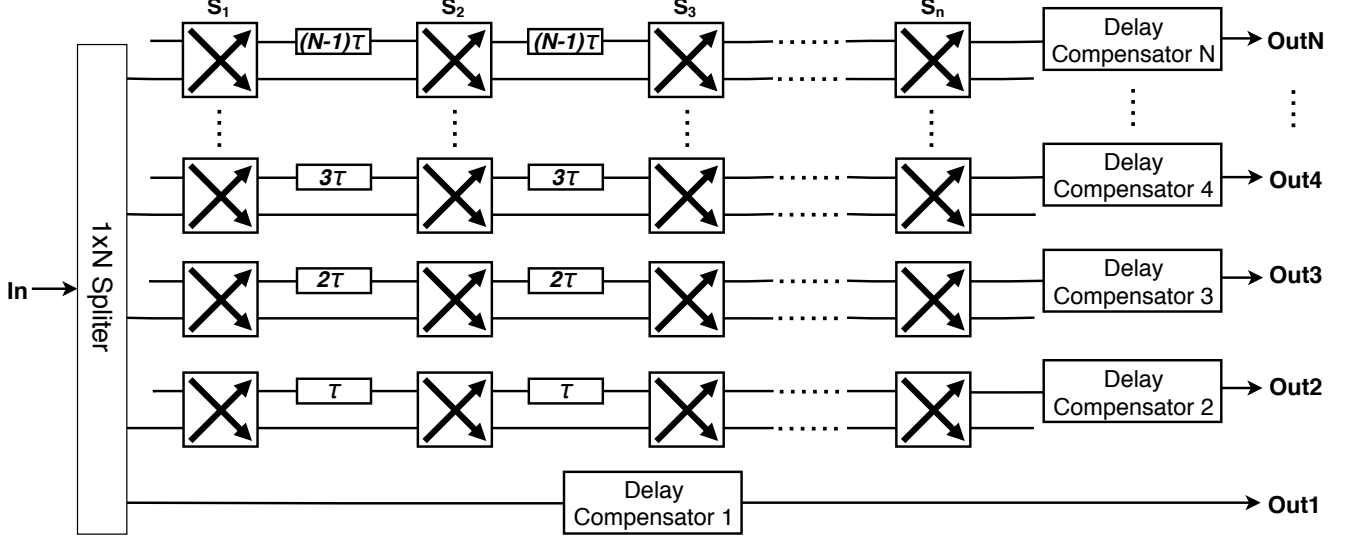 S1 S2 S3 Sn
(N-1)τ (N-1)τ Delay Compensator N OutN
3τ 3τ Delay Compensator 4 Out4
1xN Spliter
In
2τ 2τ Delay Compensator 3 Out3
τ τ Delay Compensator 2 Out2
Delay Compensator 1 Out1